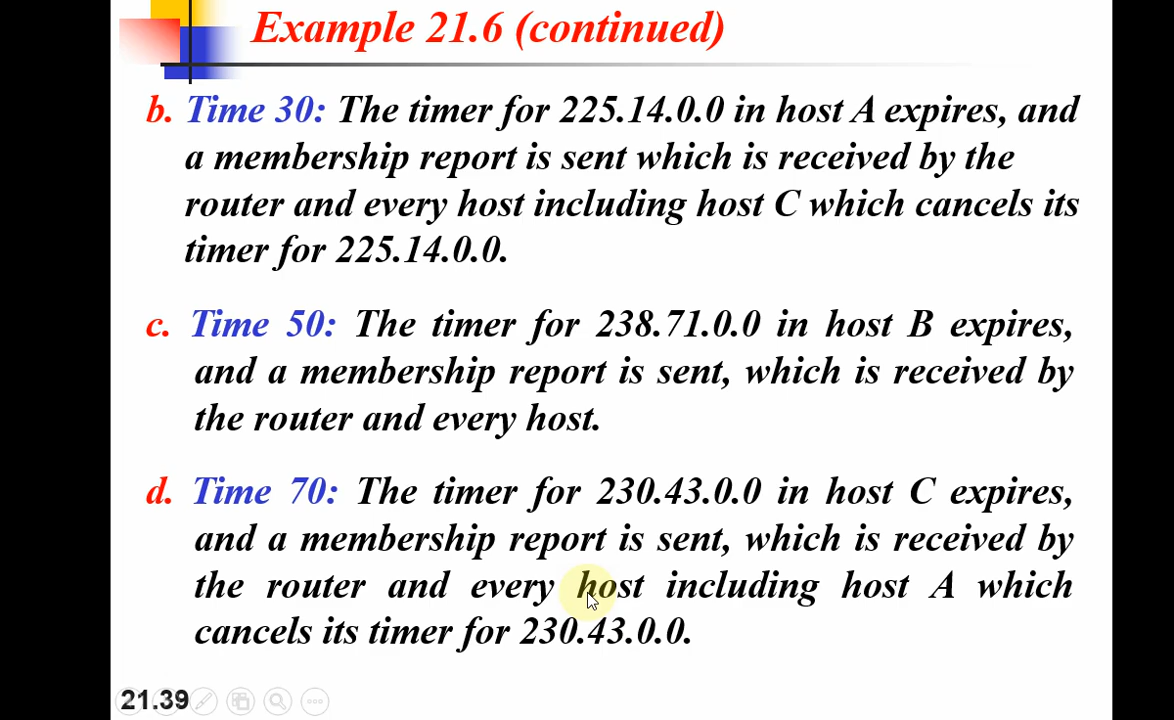 Example 21.6 (continued)
b. Time 30: The timer for 225.14.0.0 in host A expires, and
a membership report is sent which is received by the
router and every host including host C which cancels its
timer for 225.14.0.0.
c. Time 50: The timer for 238.71.0.0 in host B expires,
and a membership report is sent, which is received by
the router and every host.
d. Time 70: The timer for 230.43.0.0 in host C expires,
and a membership report is sent, which is received by
the router and every host including host A which
cancels its timer for 230.43.0.0.
21.39